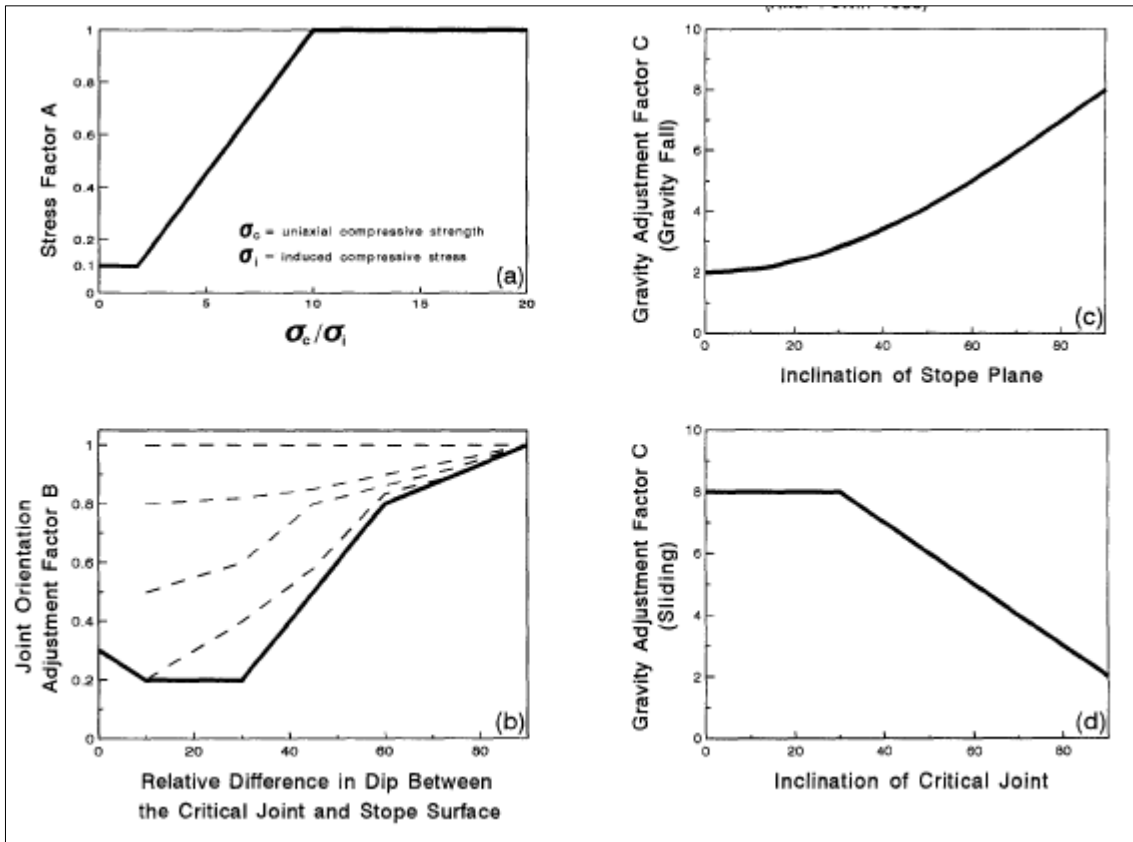 1
0.8
0.6
0.4
0.2
0.1
0
0
5
10
15
20
Stress Factor A
σc = uniaxial compressive strength
σi = induced compressive stress
(a)
σc/σi
10
8
6
4
2
0
0
20
40
60
80
Gravity Adjustment Factor C
(Gravity Fall)
(c)
Inclination of Stope Plane
1
0.8
0.6
0.4
0.2
0
0
20
40
60
80
Joint Orientation
Adjustment Factor B
(b)
Relative Difference in Dip Between
the Critical Joint and Stope Surface
10
8
6
4
2
0
0
20
40
60
80
Gravity Adjustment Factor C
(Sliding)
(d)
Inclination of Critical Joint